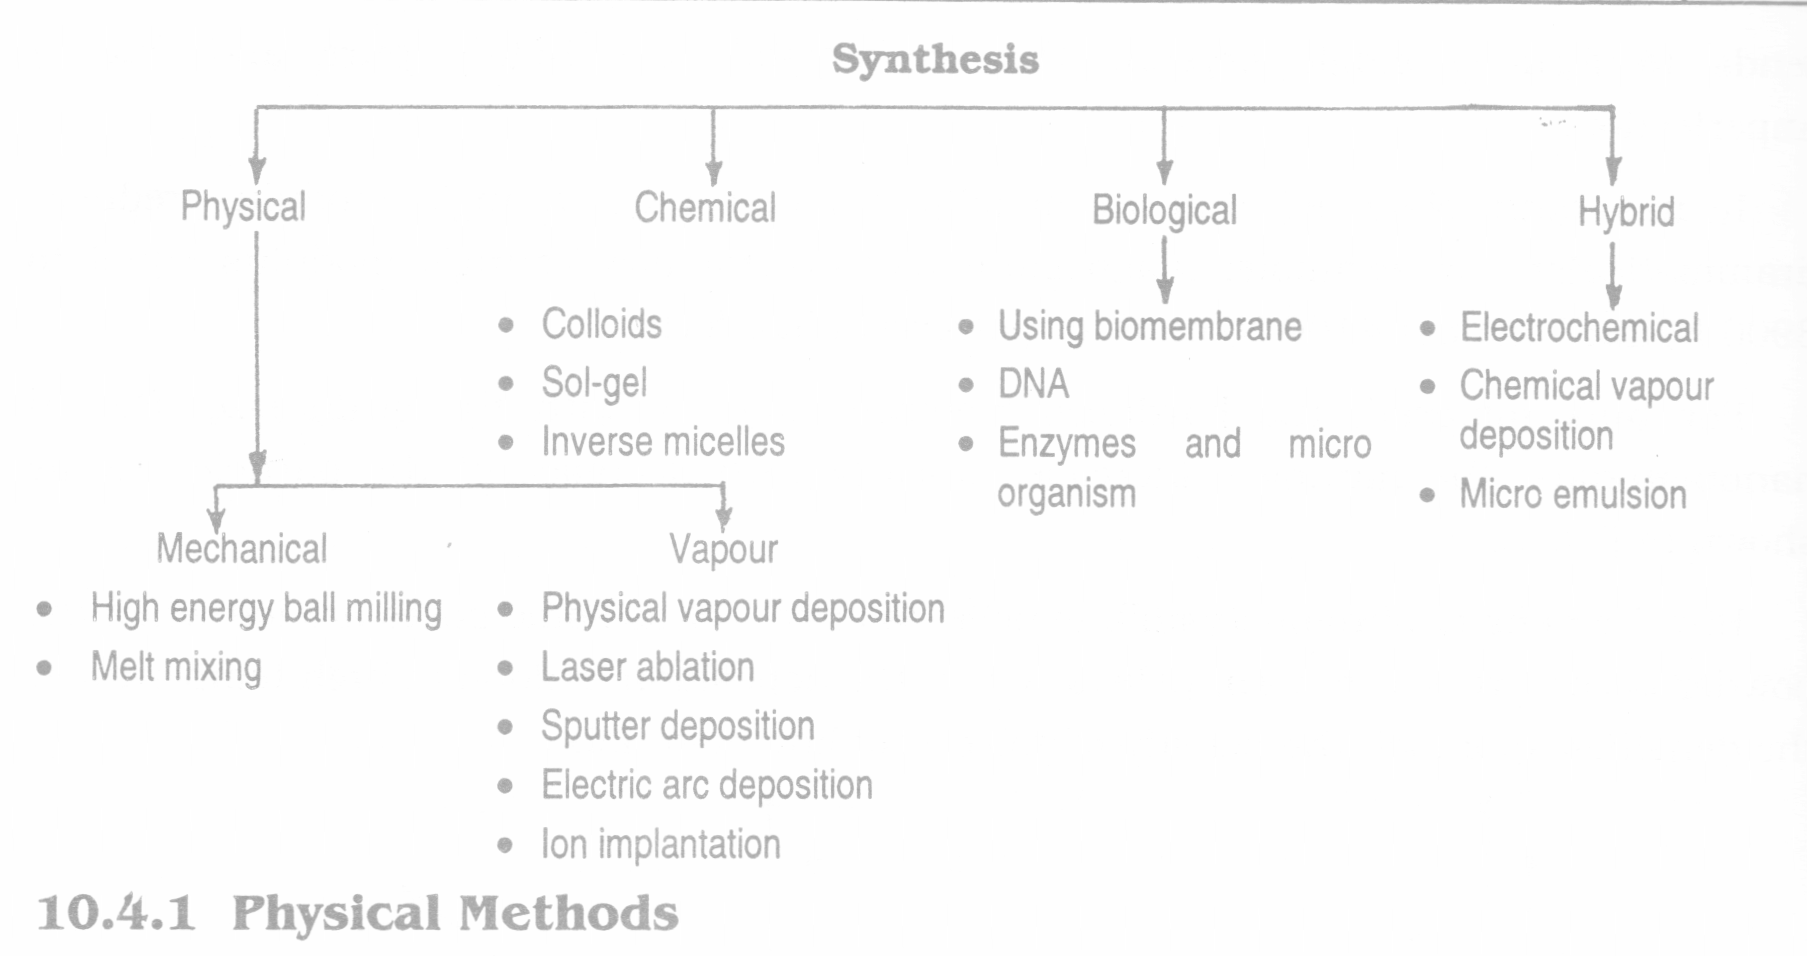 Synthesis
Physical
Chemical
Biological
Hybrid
• Colloids
• Sol-gel
• Inverse micelles
• Using biomembrane
• DNA
• Enzymes and micro
organism
• Electrochemical
• Chemical vapour
deposition
• Micro emulsion
Mechanical
• High energy ball milling
• Melt mixing
Vapour
• Physical vapour deposition
• Laser ablation
• Sputter deposition
• Electric arc deposition
• Ion implantation
10.4.1 Physical Methods